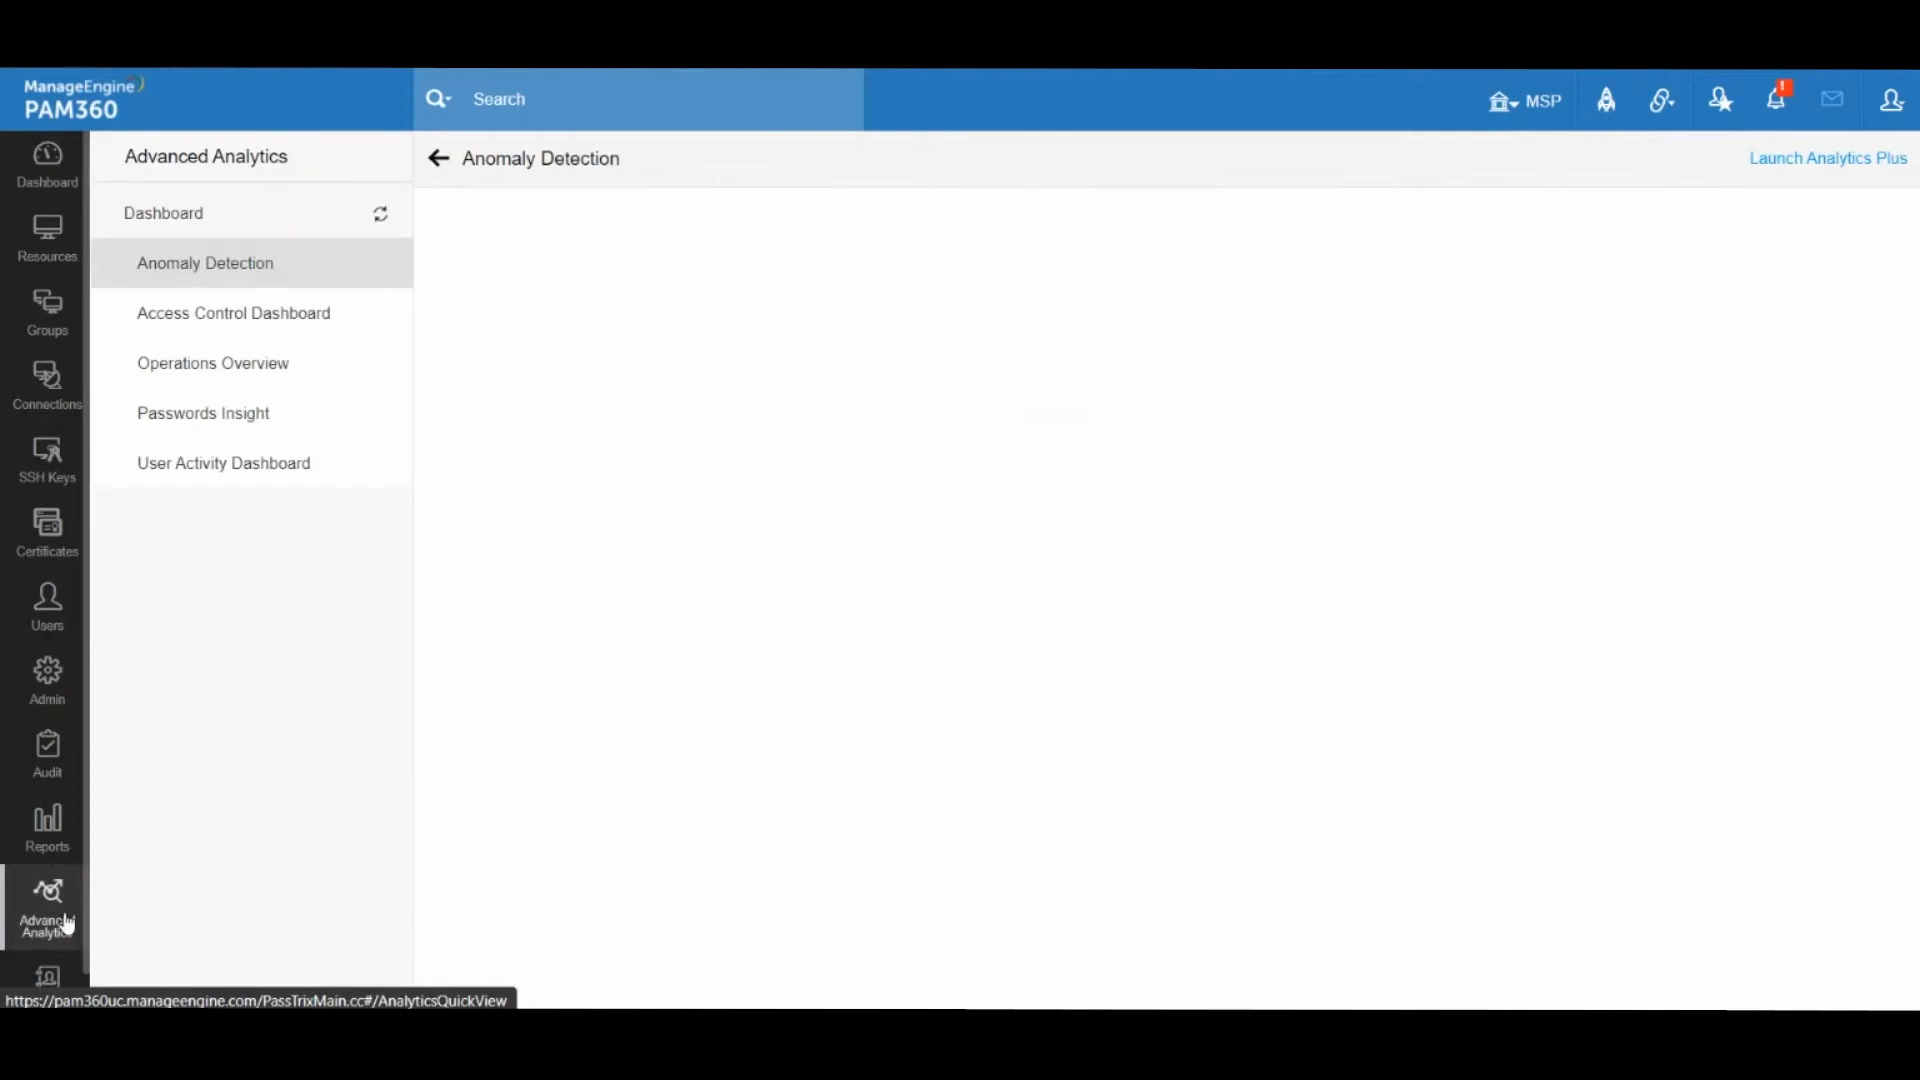 ManageEngine
PAM360
Search
MSP
!
Advanced Analytics
Anomaly Detection
Launch Analytics Plus
Dashboard
Anomaly Detection
Access Control Dashboard
Operations Overview
Passwords Insight
User Activity Dashboard
Dashboard
Resources
Groups
Connections
SSH Keys
Certificates
Users
Admin
Audit
Reports
Advanced
Analytics
https://pam360uc.manageengine.com/PassTrixMain.cc#/AnalyticsQuickView